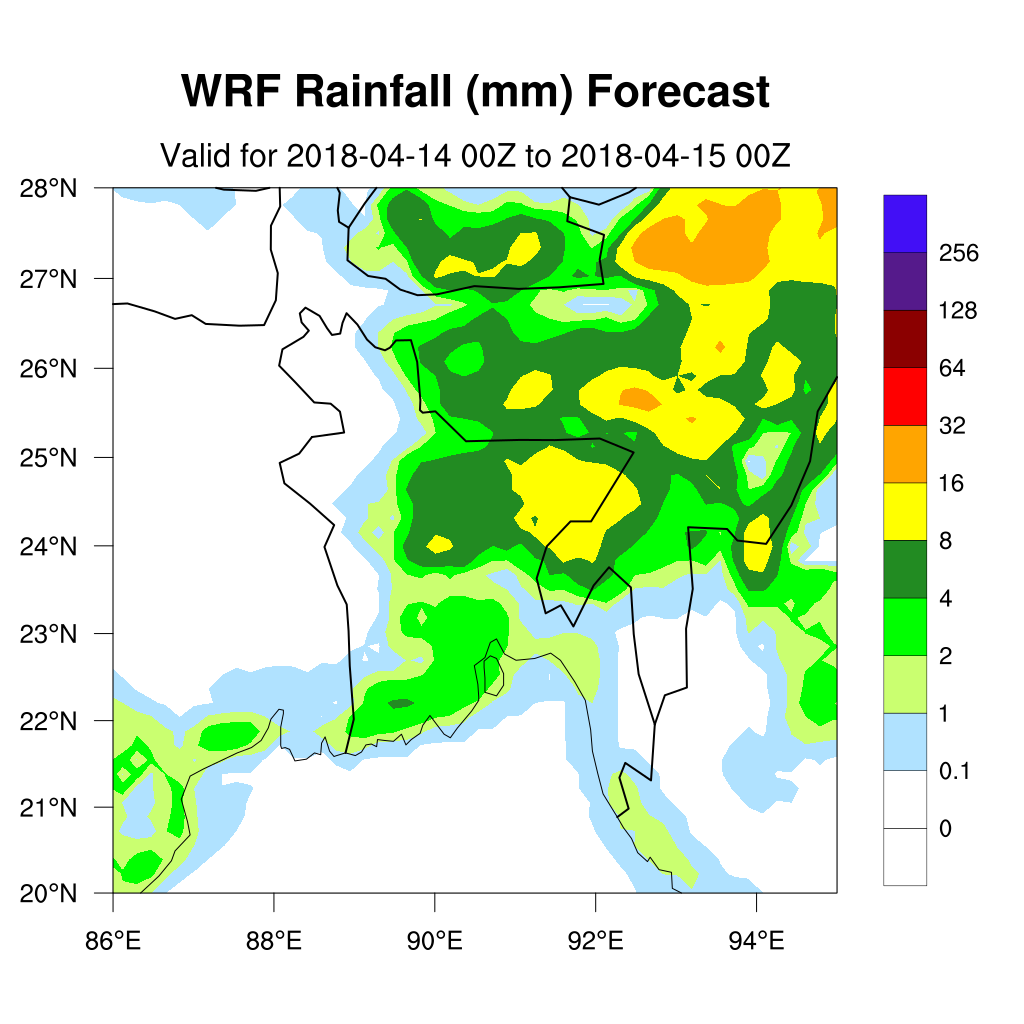 WRF Rainfall (mm) Forecast
Valid for 2018-04-14 00Z to 2018-04-15 00Z
28°N
27°N
26°N
25°N
24°N
23°N
22°N
21°N
20°N
86°E 88°E 90°E 92°E 94°E
256
128
64
32
16
8
4
2
1
0.1
0